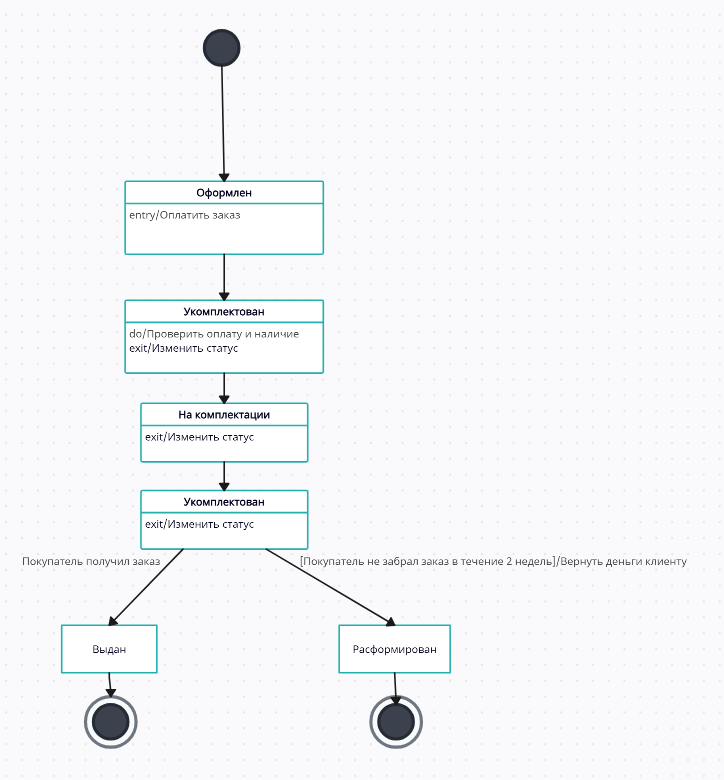 Оформлен
entry/Оплатить заказ
Укомплектован
do/Проверить оплату и наличие
exit/Изменить статус
На комплектации
exit/Изменить статус
Укомплектован
exit/Изменить статус
Покупатель получил заказ
[Покупатель не забрал заказ в течение 2 недель]/Вернуть деньги клиенту
Выдан
Расформирован